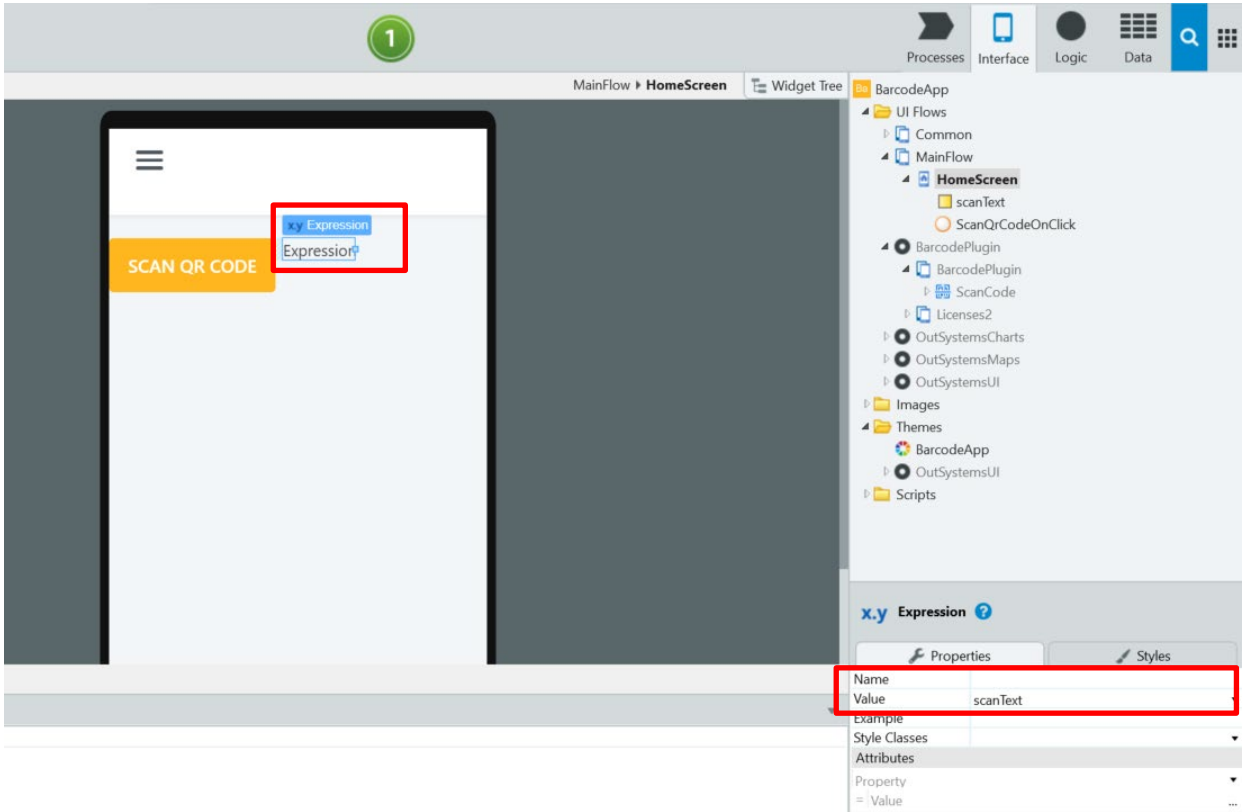 1
Processes
Interface
Logic
Data
MainFlow HomeScreen
Widget Tree
Bo BarcodeApp
UI Flows
Common
MainFlow
HomeScreen
scanText
ScanQrCodeOnClick
BarcodePlugin
BarcodePlugin
ScanCode
Licenses2
OutSystemsCharts
OutSystemsMaps
OutSystemsUI
Images
Themes
BarcodeApp
OutSystemsUI
Scripts
x.y Expression
Expression
SCAN QR CODE
x.y Expression ?
Properties
Styles
Name
Value scanText
Example
Style Classes
Attributes
Property
= Value ...